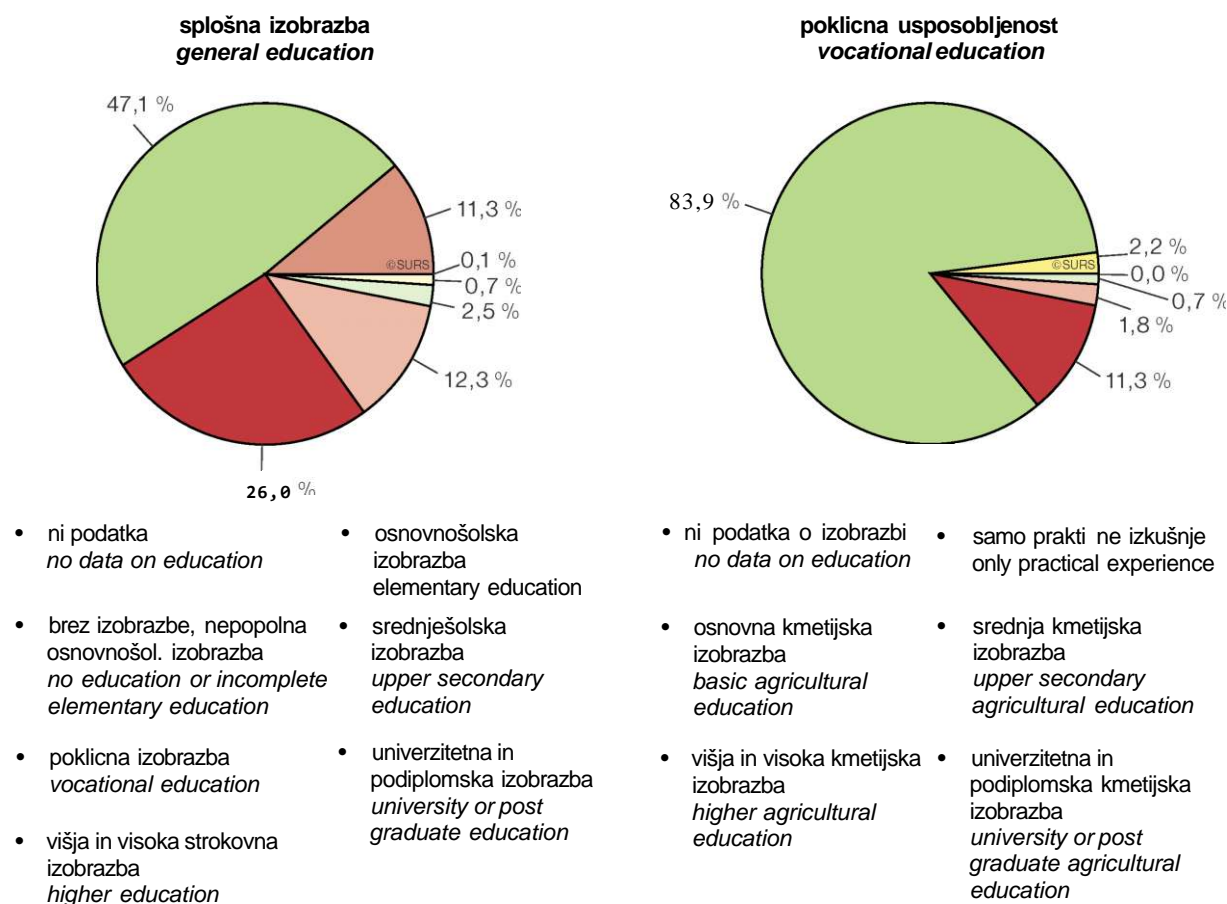 splošna izobrazba
general education
47,1 %
11,3 %
©SURS
0,1 %
0,7 %
2,5 %
12,3 %
26,0 %
• ni podatka
no data on education
• osnovnošolska
izobrazba
elementary education
• brez izobrazbe, nepopolna
osnovnošol. izobrazba
no education or incomplete
elementary education
• srednješolska
izobrazba
upper secondary
education
• poklicna izobrazba
vocational education
• univerzitetna in
podiplomska izobrazba
university or post
graduate education
• višja in visoka strokovna
izobrazba
higher education
poklicna usposobljenost
vocational education
83,9 %
2,2 %
©SURS
0,0 %
0,7 %
1,8 %
11,3 %
• ni podatka o izobrazbi
no data on education
• samo prakti ne izkušnje
only practical experience
• osnovna kmetijska
izobrazba
basic agricultural
education
• srednja kmetijska
izobrazba
upper secondary
agricultural education
• višja in visoka kmetijska
izobrazba
higher agricultural
education
• univerzitetna in
podiplomska kmetijska
izobrazba
university or post
graduate agricultural
education